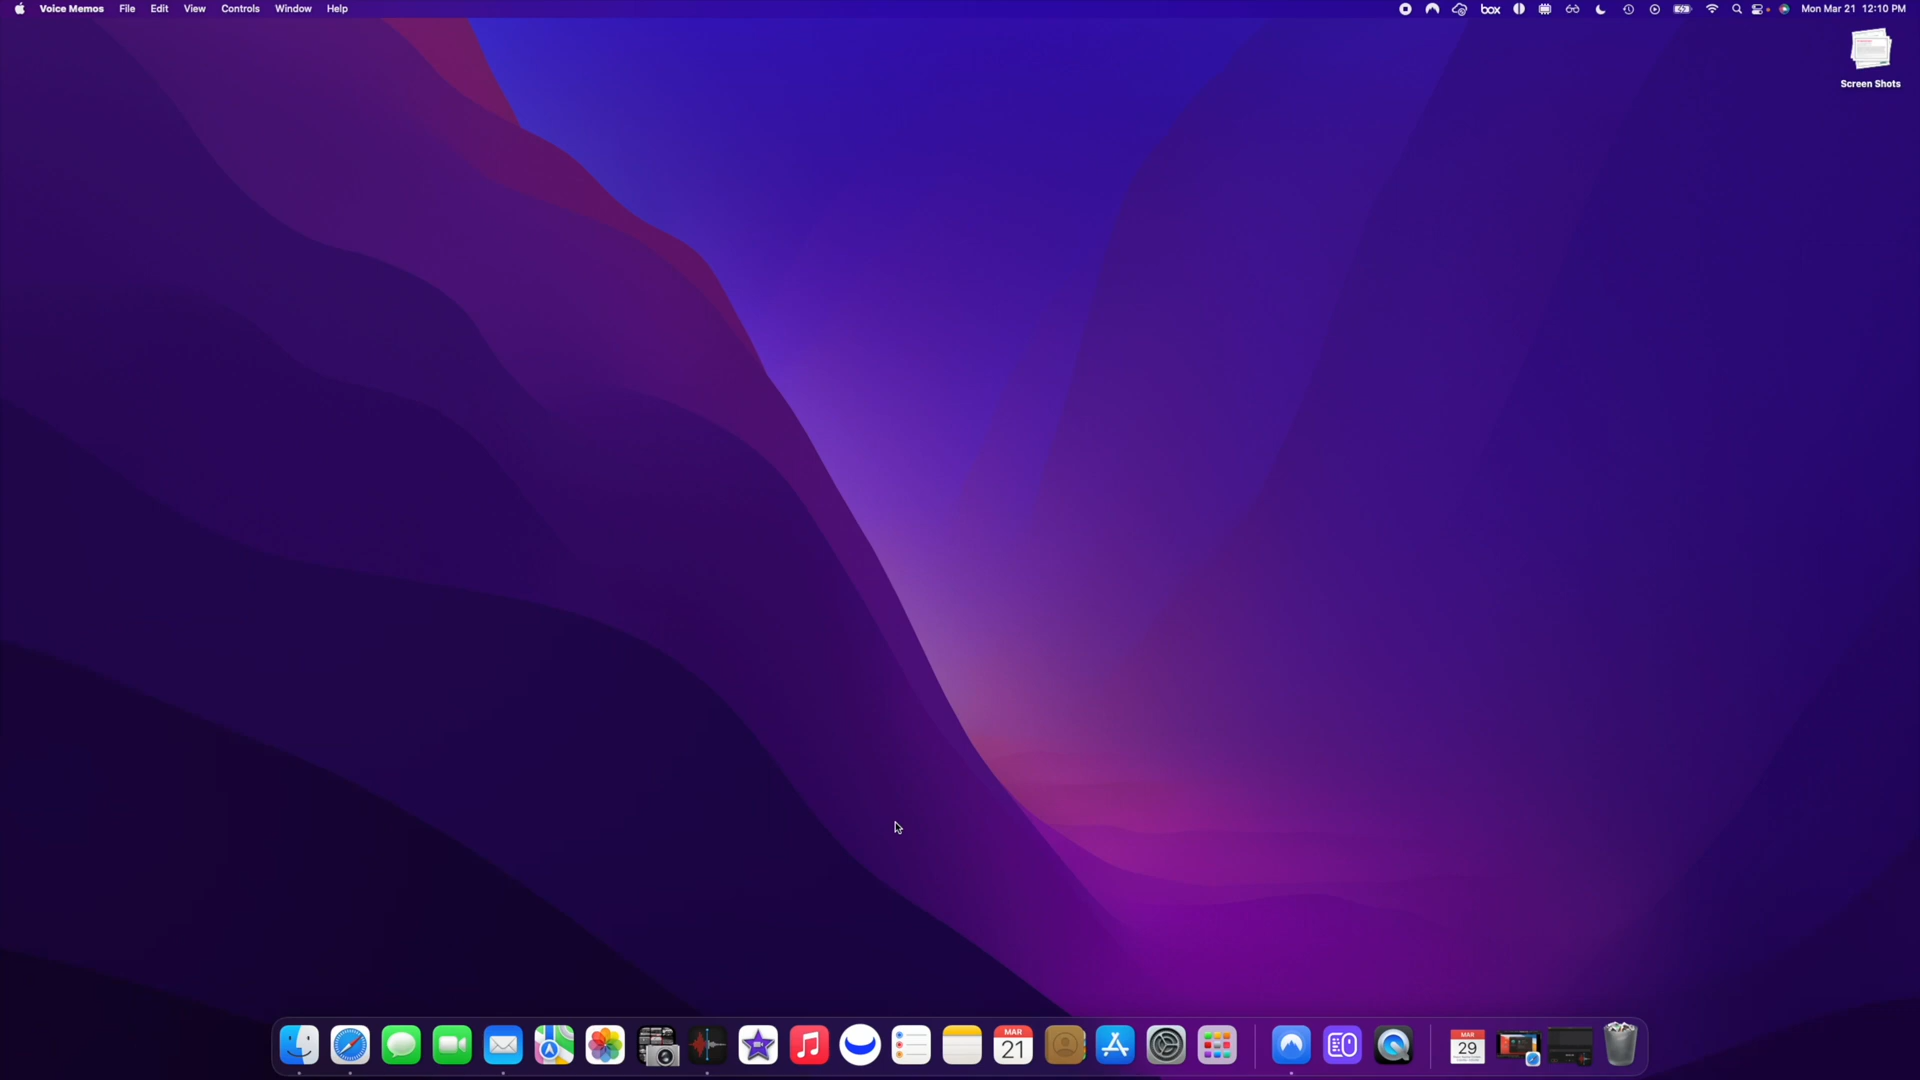 Voice Memos File Edit View Controls Window Help box Mon Mar 21 12:10 PM
Screen Shots
MAR
21
MAR
29